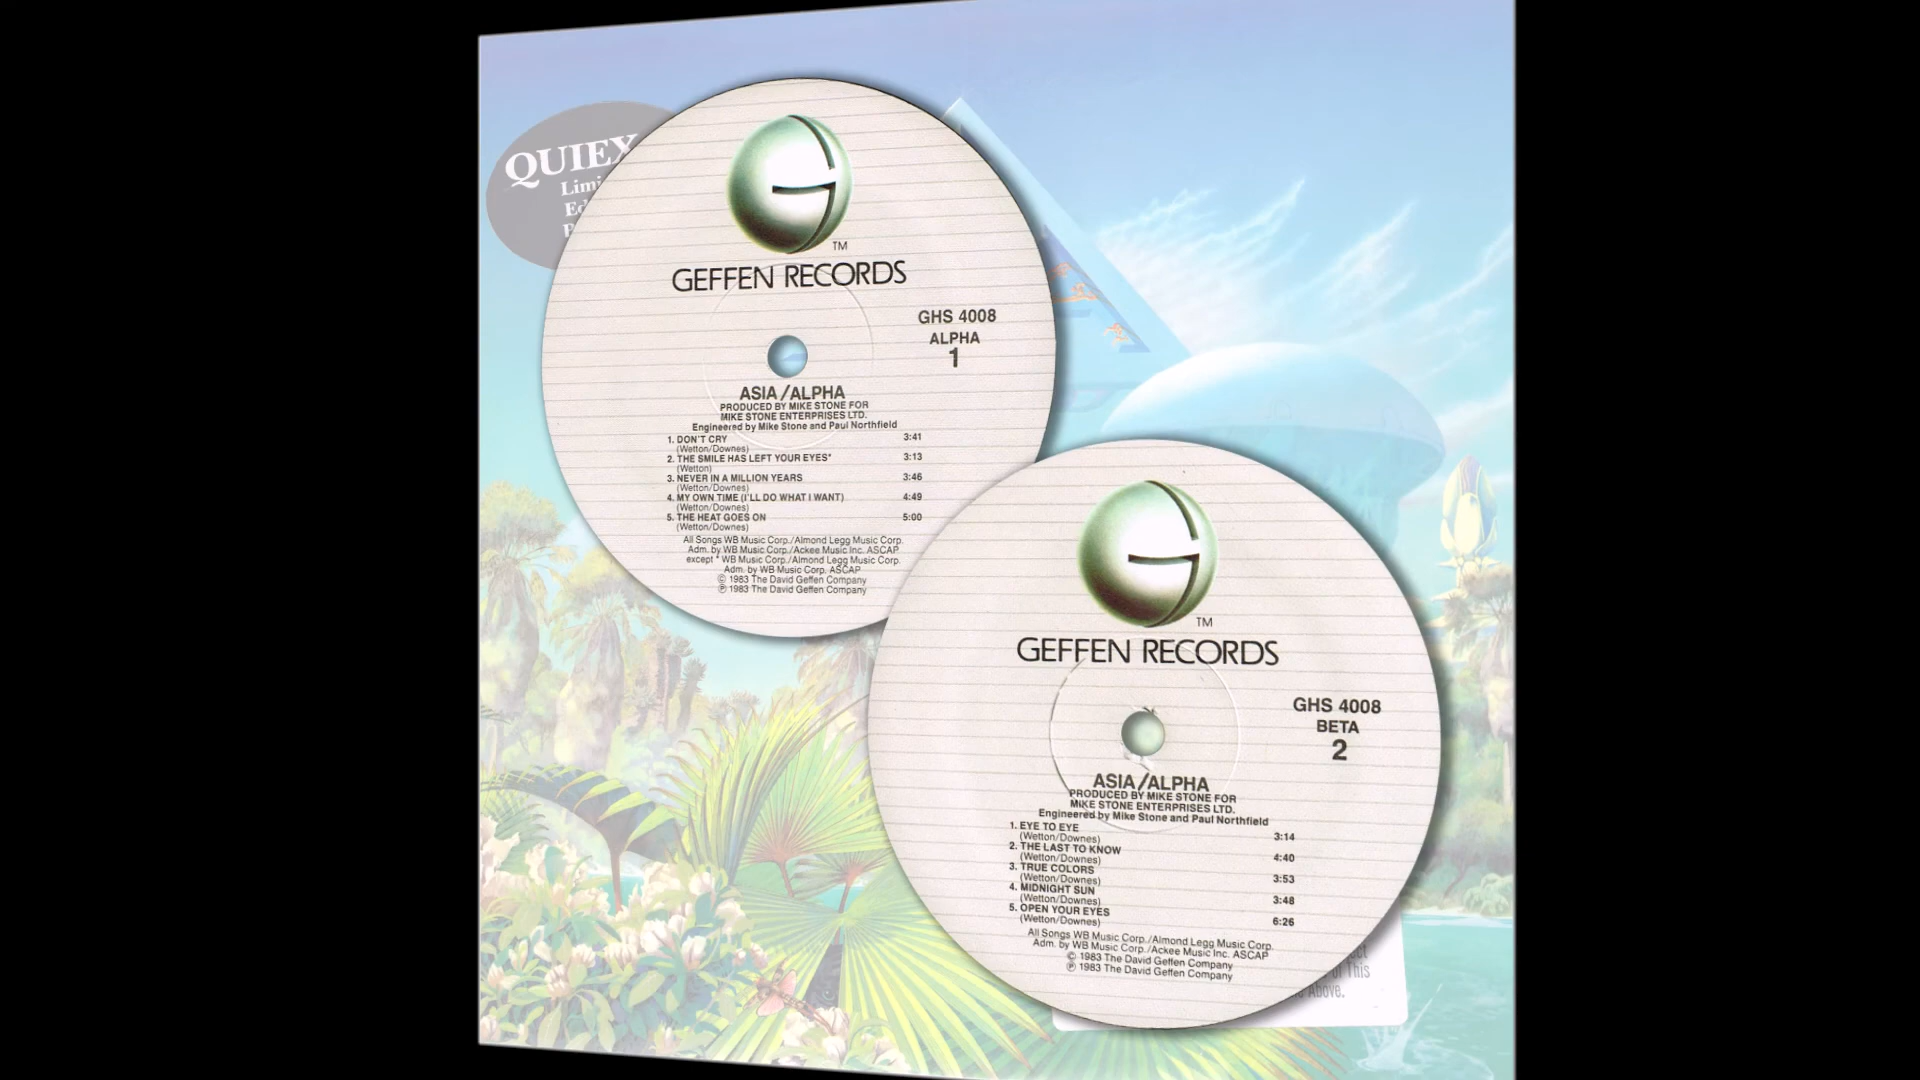 QUIEX
GEFFEN RECORDS
TM
GHS 4008
ALPHA
1
ASIA/ALPHA
PRODUCED BY MIKE STONE FOR
MIKE STONE ENTERPRISES LTD.
Engineered by Mike Stone and Paul Northfield
1. DON'T CRY 3:41
(Wetton/Downes)
2. THE SMILE HAS LEFT YOUR EYES* 3:13
(Wetton)
3. NEVER IN A MILLION YEARS 3:46
(Wetton/Downes)
4. MY OWN TIME (I'LL DO WHAT I WANT) 4:49
(Wetton/Downes)
5. THE HEAT GOES ON 5:00
(Wetton/Downes)
All Songs WB Music Corp./Almond Legg Music Corp.
Adm. by WB Music Corp./Ackee Music Inc. ASCAP
except * WB Music Corp./Almond Legg Music Corp.
Adm. by WB Music Corp. ASCAP
© 1983 The David Geffen Company
℗ 1983 The David Geffen Company
TM
GEFFEN RECORDS
GHS 4008
BETA
2
ASIA/ALPHA
PRODUCED BY MIKE STONE FOR
MIKE STONE ENTERPRISES LTD.
Engineered by Mike Stone and Paul Northfield
1. EYE TO EYE 3:14
(Wetton/Downes)
2. THE LAST TO KNOW 4:40
(Wetton/Downes)
3. TRUE COLORS 3:53
(Wetton/Downes)
4. MIDNIGHT SUN 3:48
(Wetton/Downes)
5. OPEN YOUR EYES 6:26
(Wetton/Downes)
All Songs WB Music Corp./Almond Legg Music Corp.
Adm. by WB Music Corp./Ackee Music Inc. ASCAP
© 1983 The David Geffen Company
℗ 1983 The David Geffen Company
of This
Above.